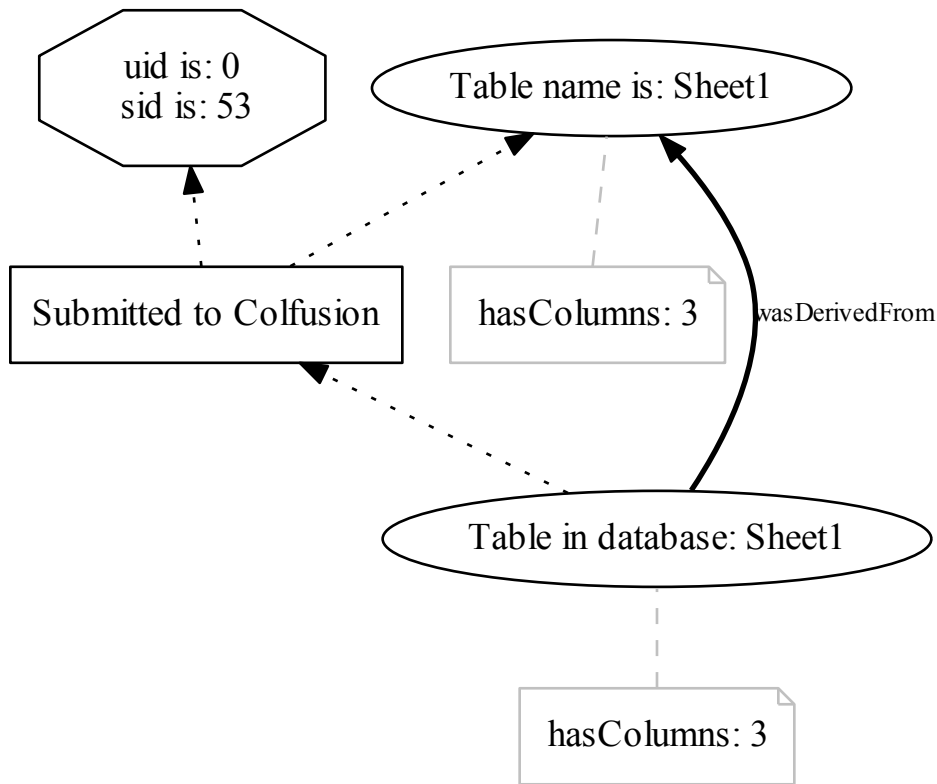 uid is: 0
sid is: 53
Table name is: Sheet1
Submitted to Colfusion
hasColumns: 3
wasDerivedFrom
Table in database: Sheet1
hasColumns: 3